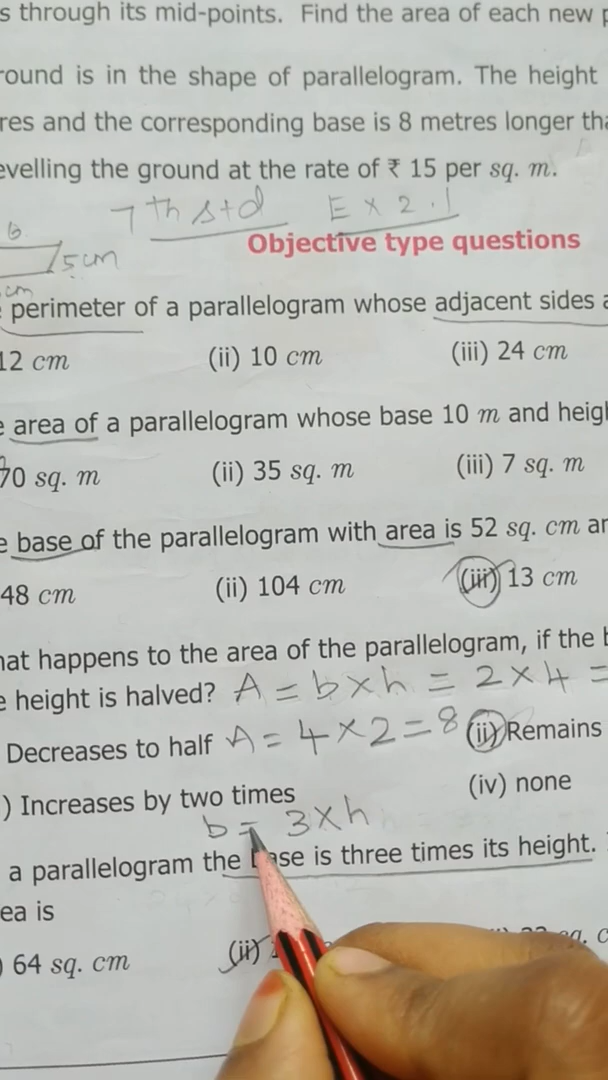 s through its mid-points. Find the area of each new
round is in the shape of parallelogram. The height
res and the corresponding base is 8 metres longer tha
evelling the ground at the rate of ₹ 15 per sq. m.
7 Th std Ex 2.1
6
5cm
cm
Objective type questions
perimeter of a parallelogram whose adjacent sides a
12 cm (ii) 10 cm (iii) 24 cm
e area of a parallelogram whose base 10 m and heigh
70 sq. m (ii) 35 sq. m (iii) 7 sq. m
e base of the parallelogram with area is 52 sq. cm an
48 cm (ii) 104 cm (iii) 13 cm
hat happens to the area of the parallelogram, if the b
e height is halved? A = b×h = 2×4 =
Decreases to half A = 4×2=8 (ii) Remains
) Increases by two times (iv) none
b= 3×h
a parallelogram the base is three times its height.
ea is
) 64 sq. cm (ii)